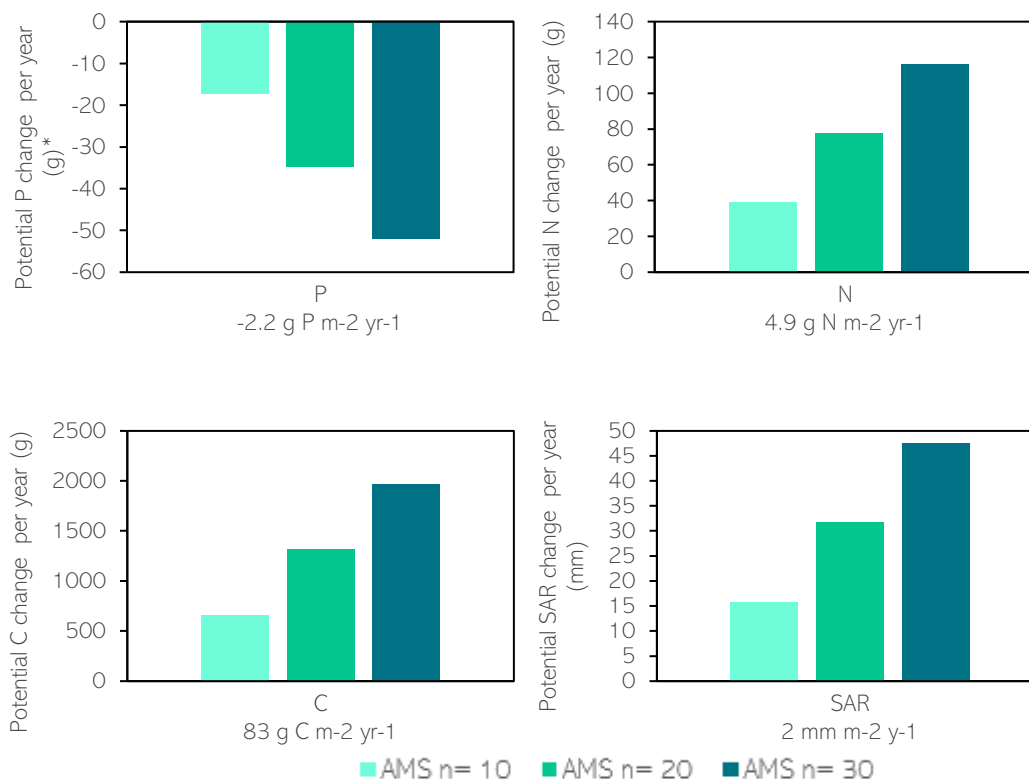 Potential P change per year
(g)*
0
-10
-20
-30
-40
-50
-60
P
-2.2 g P m-2 yr-1
Potential N change per year (g)
140
120
100
80
60
40
20
0
N
4.9 g N m-2 yr-1
Potential C change per year (g)
2500
2000
1500
1000
500
0
C
83 g C m-2 yr-1
Potential SAR change per year
(mm)
50
45
40
35
30
25
20
15
10
5
0
SAR
2 mm m-2 y-1
AMS n= 10 AMS n= 20 AMS n= 30